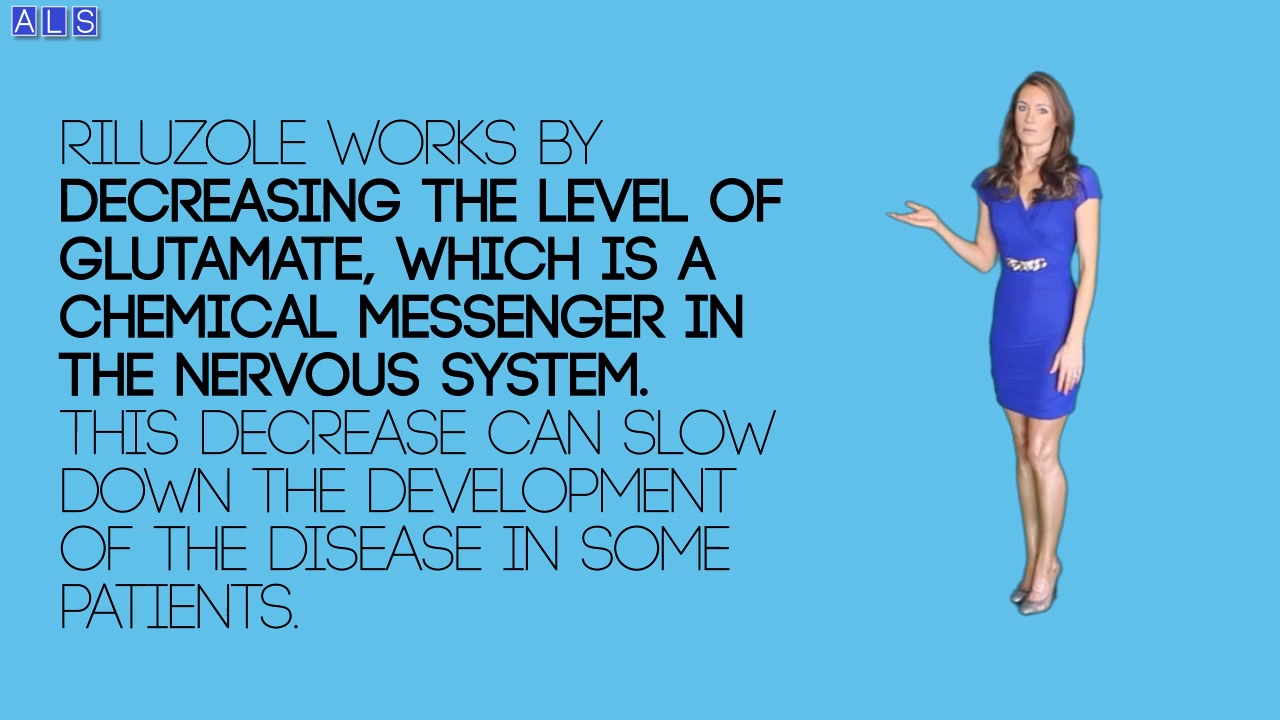 ALS
RILUZOLE WORKS BY
DECREASING THE LEVEL OF
GLUTAMATE, WHICH IS A
CHEMICAL MESSENGER IN
THE NERVOUS SYSTEM.
THIS DECREASE CAN SLOW
DOWN THE DEVELOPMENT
OF THE DISEASE IN SOME
PATIENTS.